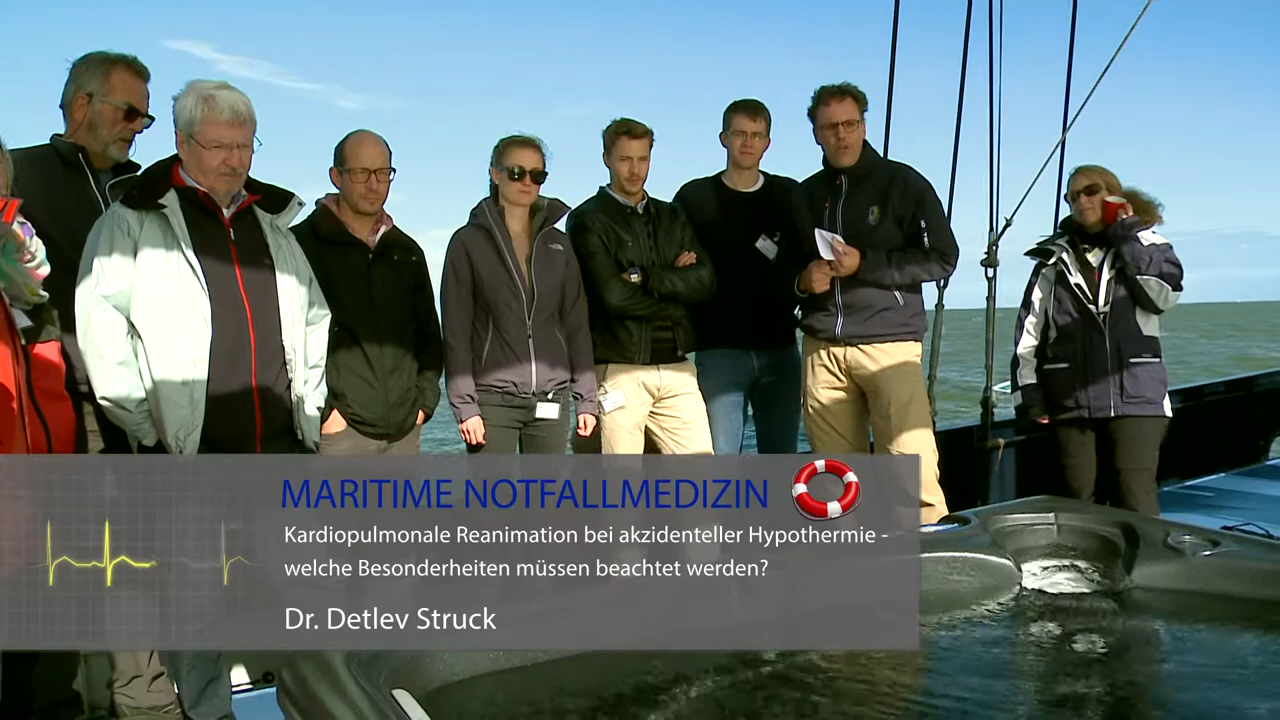 MARITIME NOTFALLMEDIZIN
Kardiopulmonale Reanimation bei akzidenteller Hypothermie -
welche Besonderheiten müssen beachtet werden?
Dr. Detlev Struck